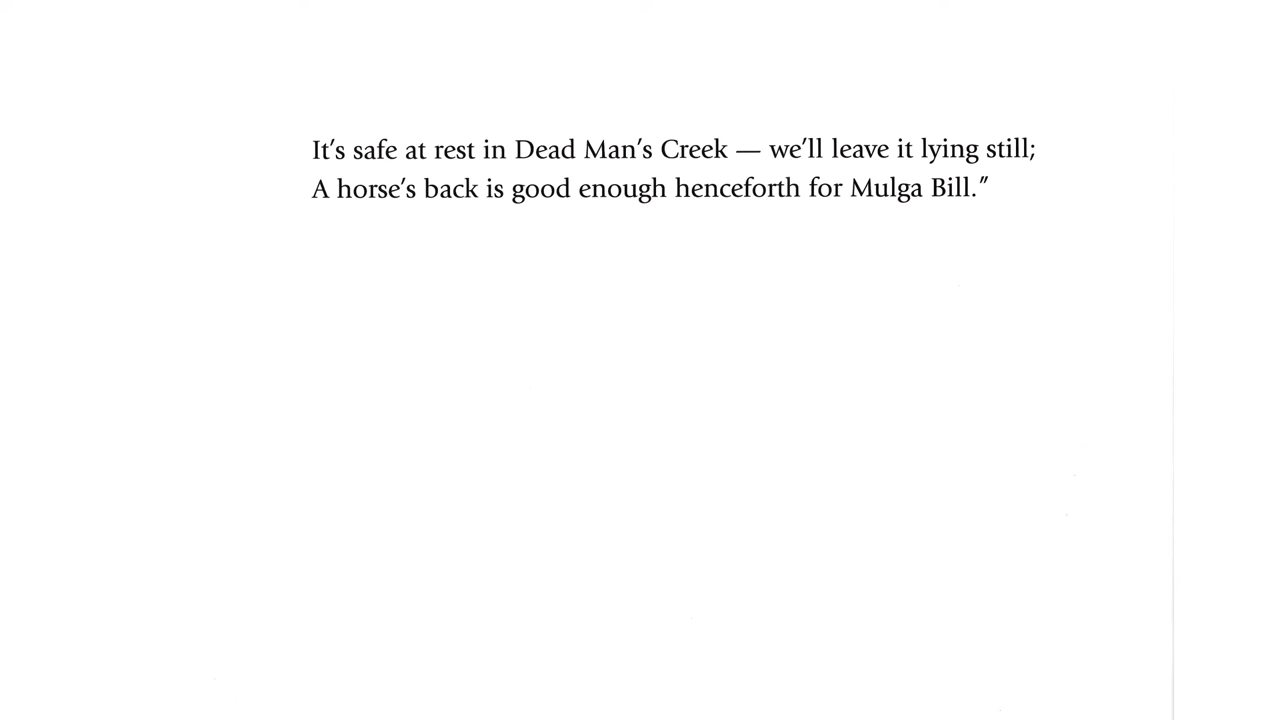 It's safe at rest in Dead Man's Creek — we'll leave it lying still;
A horse's back is good enough henceforth for Mulga Bill.”